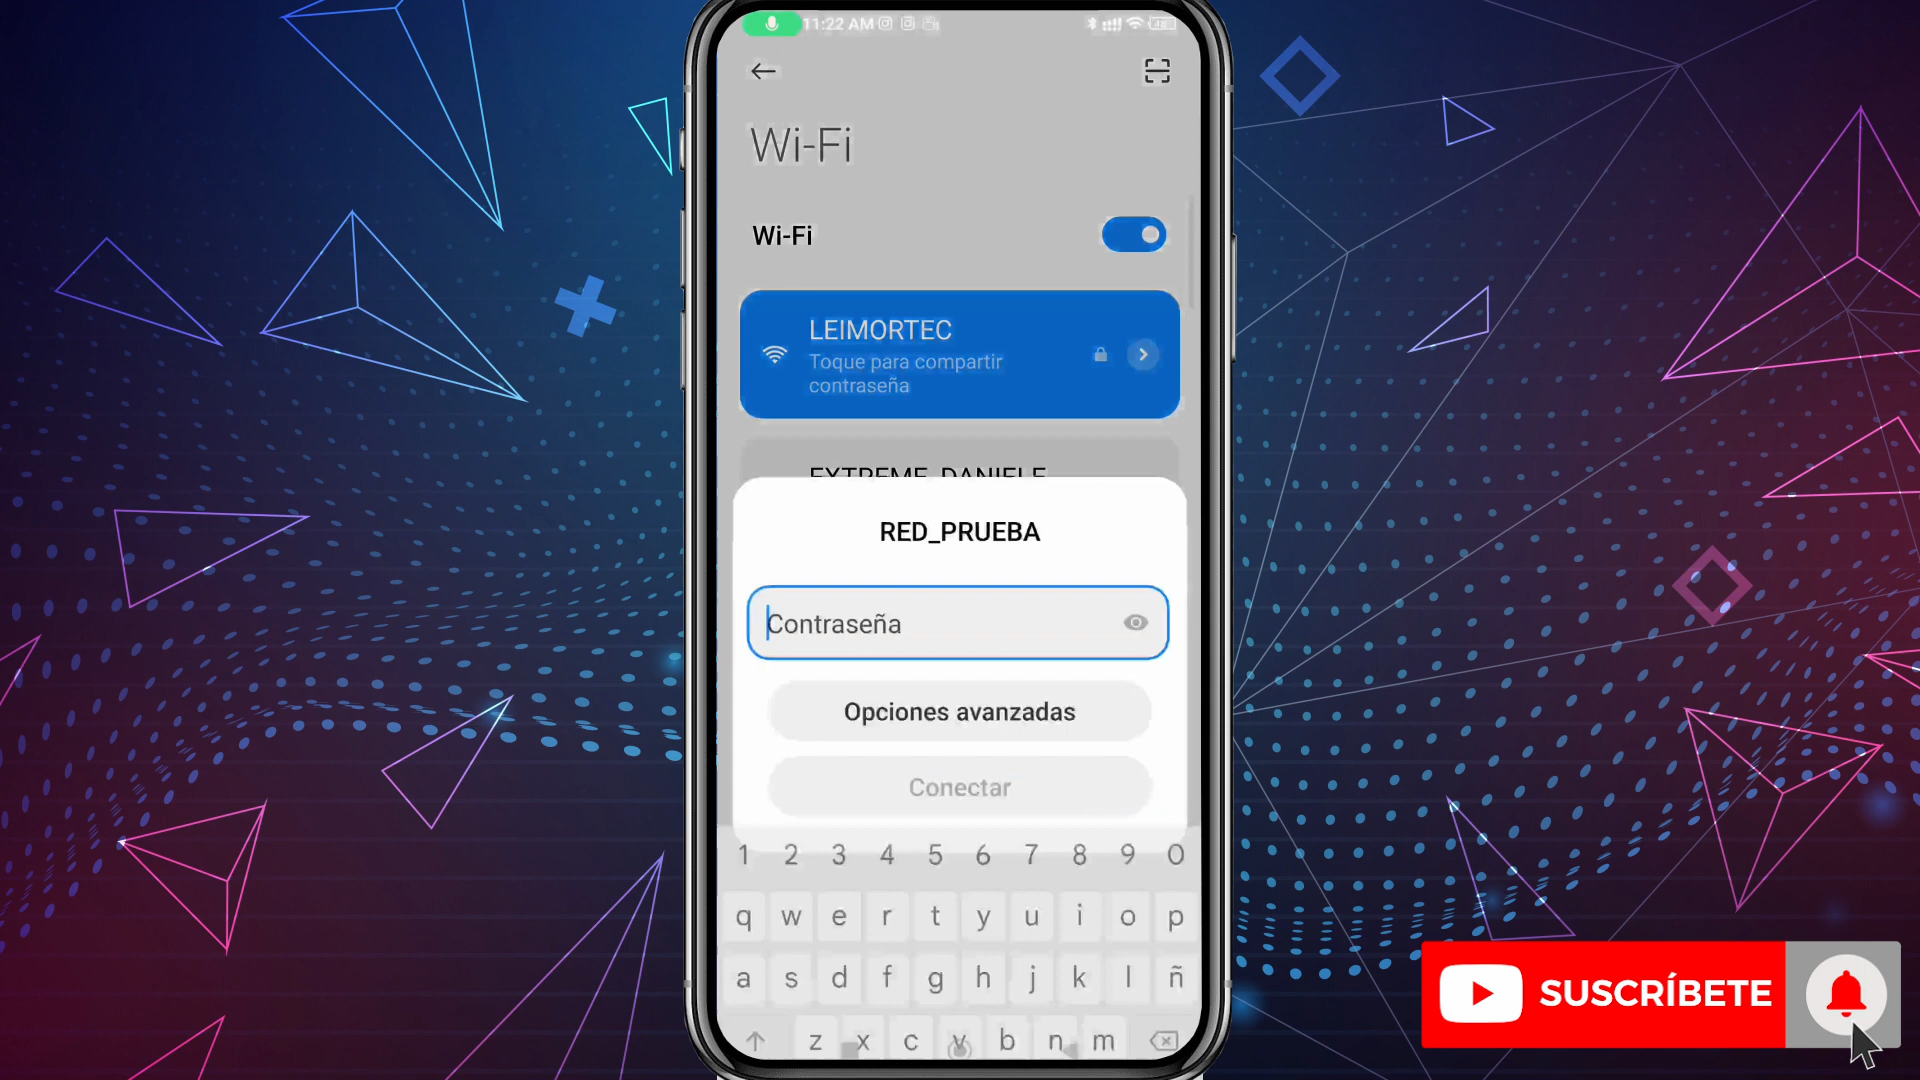 11:22 AM
Wi-Fi
Wi-Fi
LEIMORTEC
Toque para compartir
contraseña
EXTREME_DANIELE
RED_PRUEBA
Contraseña
Opciones avanzadas
Conectar
1 2 3 4 5 6 7 8 9 0
q w e r t y u i o p
a s d f g h j k l ñ
z x c v b n m
SUSCRÍBETE